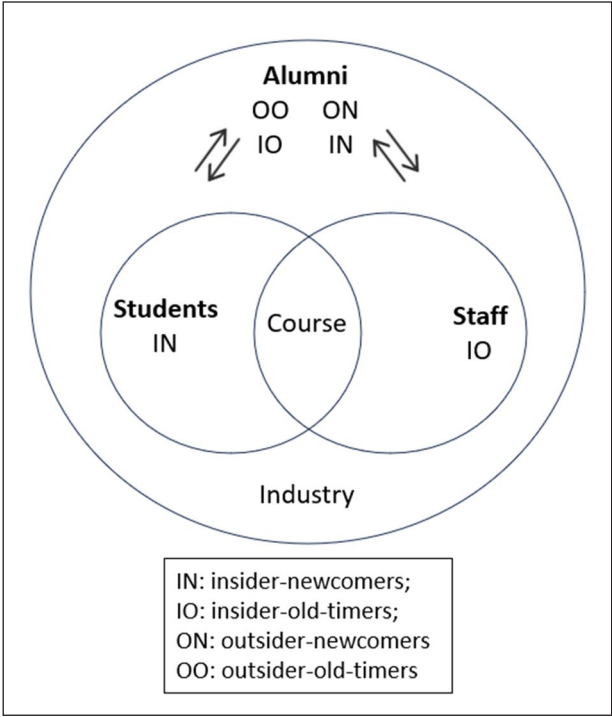 Alumni
OO ON
IO IN
Students
IN
Course
Staff
IO
Industry
IN: insider-newcomers;
IO: insider-old-timers;
ON: outsider-newcomers
OO: outsider-old-timers